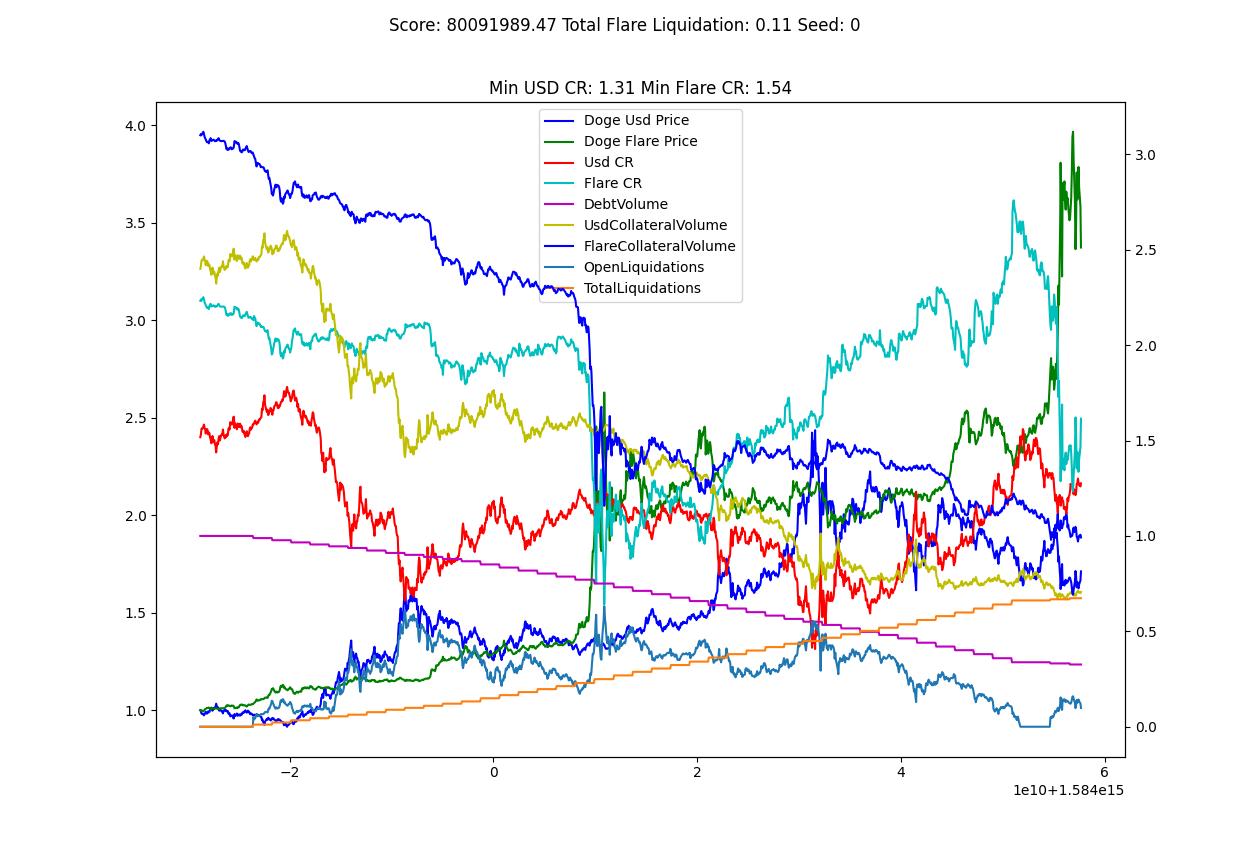 Score: 80091989.47 Total Flare Liquidation: 0.11 Seed: 0
Min USD CR: 1.31 Min Flare CR: 1.54
Doge Usd Price
Doge Flare Price
Usd CR
Flare CR
DebtVolume
UsdCollateralVolume
FlareCollateralVolume
OpenLiquidations
TotalLiquidations
4.0
3.5
3.0
2.5
2.0
1.5
1.0
3.0
2.5
2.0
1.5
1.0
0.5
0.0
−2
0
2
4
6
1e10+1.584e15